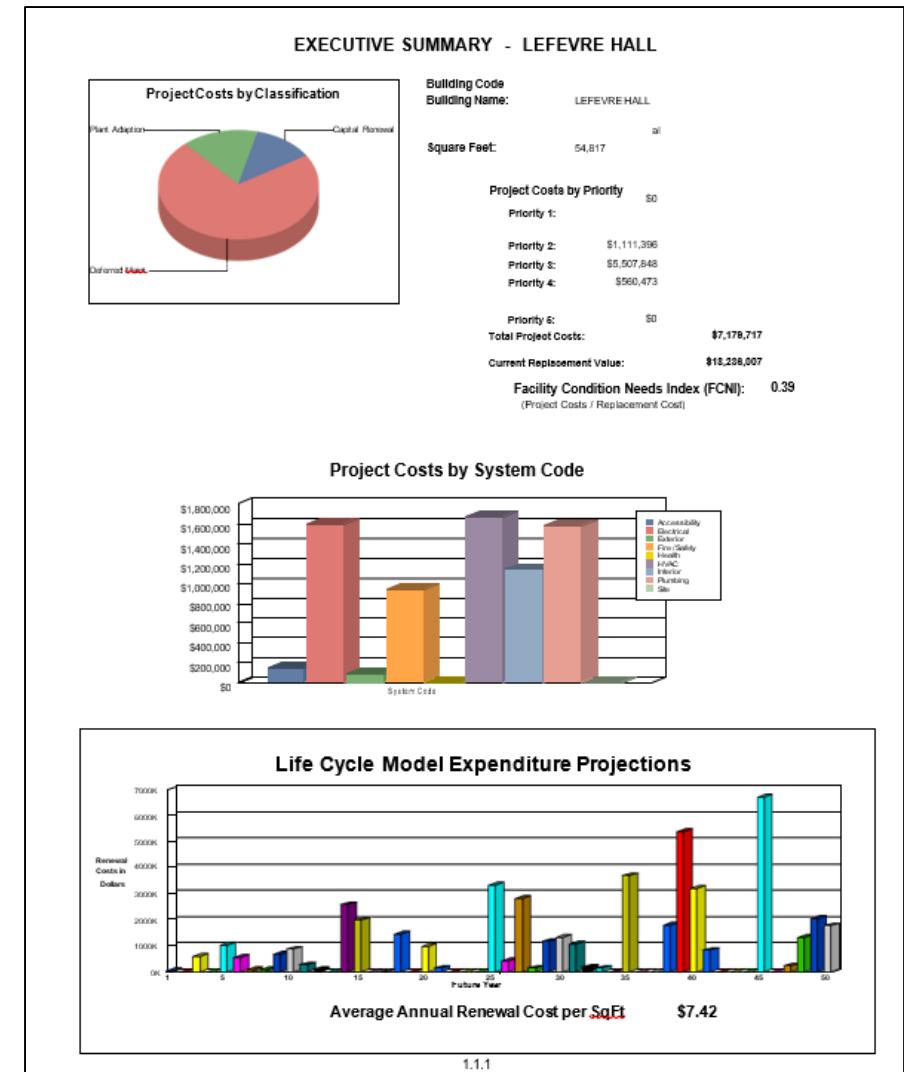 EXECUTIVE SUMMARY - LEFEVRE HALL
Project Costs by Classification
Plant Adaption
Capital Renewal
Deferred Maint.
Building Code
Building Name: LEFEVRE HALL
al
Square Feet: 54,817
Project Costs by Priority
$0
Priority 1:
Priority 2: $1,111,396
Priority 3: $5,507,848
Priority 4: $560,473
Priority 5: $0
Total Project Costs: $7,179,717
Current Replacement Value: $18,236,007
Facility Condition Needs Index (FCNI): 0.39
(Project Costs / Replacement Cost)
Project Costs by System Code
$1,800,000
$1,600,000
$1,400,000
$1,200,000
$1,000,000
$800,000
$600,000
$400,000
$200,000
$0
System Code
Accessibility
Electrical
Exterior
Fire/Safety
Health
HVAC
Interior
Plumbing
Site
Life Cycle Model Expenditure Projections
7000K
6000K
5000K
4000K
3000K
2000K
1000K
0K
Renewal
Costs in
Dollars
1 5 10 15 20 25 30 35 40 45 50
Future Year
Average Annual Renewal Cost per SqFt $7.42
1.1.1